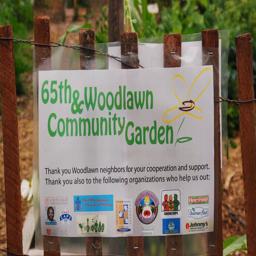 65th
&Woodlawn
Community
Garden
Thank you Woodlawn neighbors for your cooperation and support.
Thank you also to the following organizations who help us out: